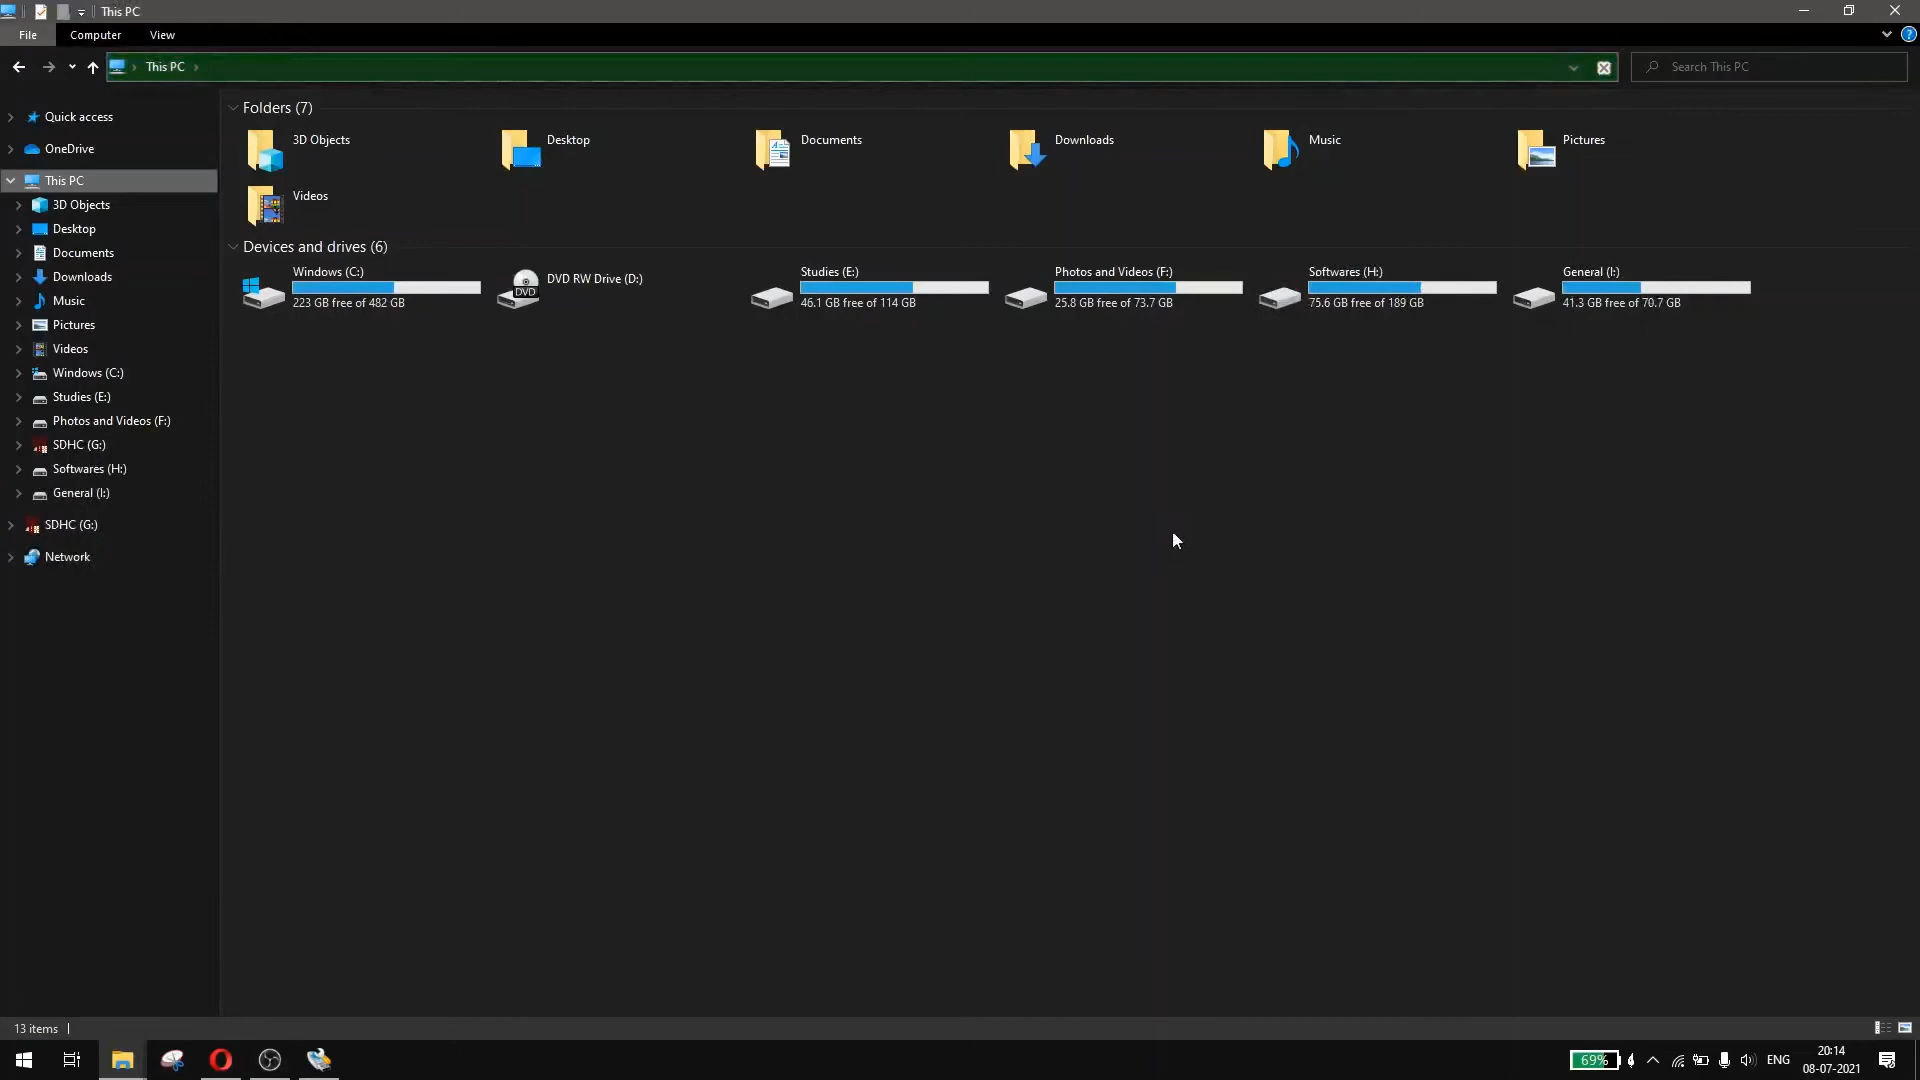 This PC
File
Computer
View
This PC
Search This PC
Quick access
OneDrive
This PC
3D Objects
Desktop
Documents
Downloads
Music
Pictures
Videos
Windows (C:)
Studies (E:)
Photos and Videos (F:)
SDHC (G:)
Softwares (H:)
General (I:)
SDHC (G:)
Network
Folders (7)
3D Objects
Desktop
Documents
Downloads
Music
Pictures
Videos
Devices and drives (6)
Windows (C:)
223 GB free of 482 GB
DVD
DVD RW Drive (D:)
Studies (E:)
46.1 GB free of 114 GB
Photos and Videos (F:)
25.8 GB free of 73.7 GB
Softwares (H:)
75.6 GB free of 189 GB
General (I:)
41.3 GB free of 70.7 GB
13 items
69%
ENG
20:14
08-07-2021